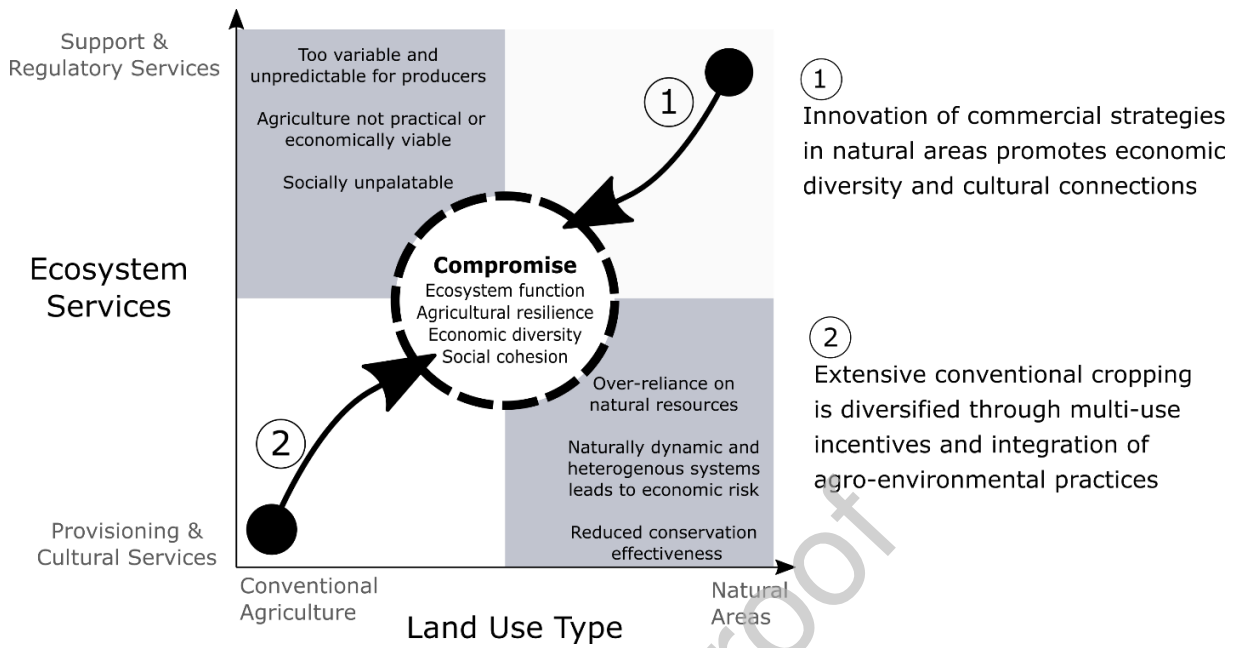 Support &
Regulatory Services
Too variable and
unpredictable for producers
Agriculture not practical or
economically viable
Socially unpalatable
1
1
Innovation of commercial strategies
in natural areas promotes economic
diversity and cultural connections
Ecosystem
Services
Compromise
Ecosystem function
Agricultural resilience
Economic diversity
Social cohesion
2
Extensive conventional cropping
is diversified through multi-use
incentives and integration of
agro-environmental practices
Over-reliance on
natural resources
Naturally dynamic and
heterogenous systems
leads to economic risk
Reduced conservation
effectiveness
2
Provisioning &
Cultural Services
Conventional
Agriculture
Natural
Areas
Land Use Type
roof